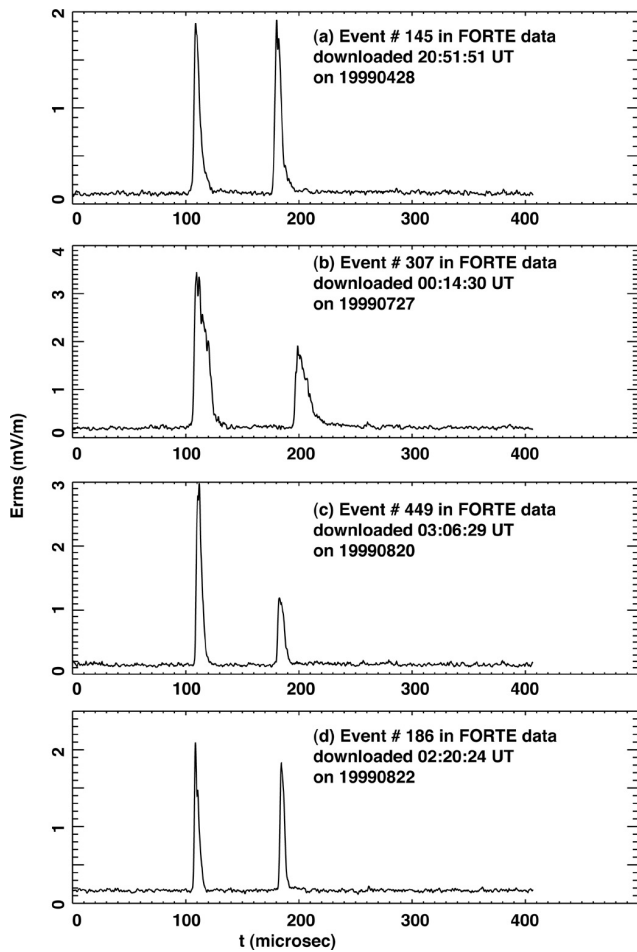 2
(a) Event # 145 in FORTE data
downloaded 20:51:51 UT
on 19990428
1
0
0 100 200 300 400
4
(b) Event # 307 in FORTE data
downloaded 00:14:30 UT
on 19990727
3
2
1
0
0 100 200 300 400
Erms (mV/m)
3
(c) Event # 449 in FORTE data
downloaded 03:06:29 UT
on 19990820
2
1
0
0 100 200 300 400
(d) Event # 186 in FORTE data
downloaded 02:20:24 UT
on 19990822
2
1
0
0 100 200 300 400
t (microsec)